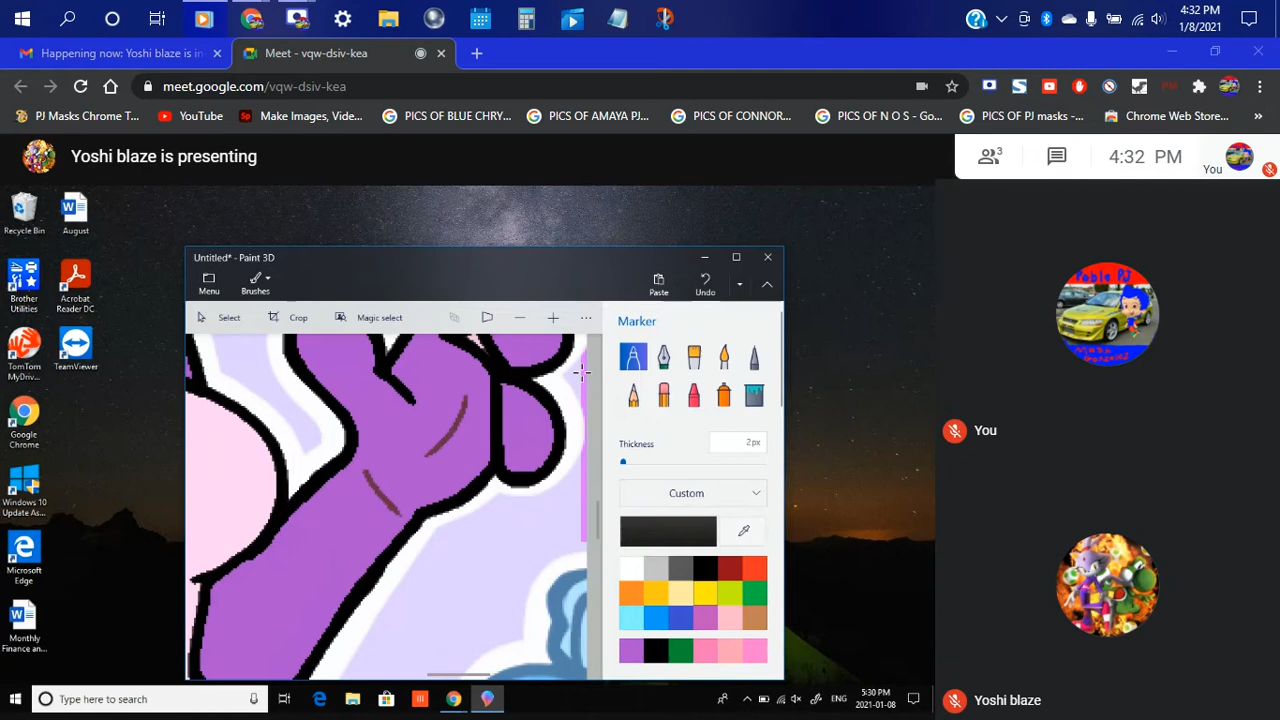 4:32 PM
1/8/2021
Happening now: Yoshi blaze is in
Meet - vqw-dsiv-kea
meet.google.com/vqw-dsiv-kea
PJ Masks Chrome T...
YouTube
Sp
Make Images, Vide...
PICS OF BLUE CHRY...
PICS OF AMAYA PJ...
PICS OF CONNOR...
PICS OF N O S - Go...
PICS OF PJ masks - ...
Chrome Web Store...
Yoshi blaze is presenting
3
4:32 PM
You
Recycle Bin
August
Brother Utilities
Acrobat Reader DC
TomTom MyDriv...
TeamViewer
Google Chrome
Windows 10 Update As...
Microsoft Edge
Monthly Finance an...
Untitled* - Paint 3D
Menu
Brushes
Paste
Undo
Select
Crop
Magic select
Marker
Thickness
2px
Custom
Pable PJ
You
Yoshi blaze
Type here to search
ENG
5:30 PM
2021-01-08